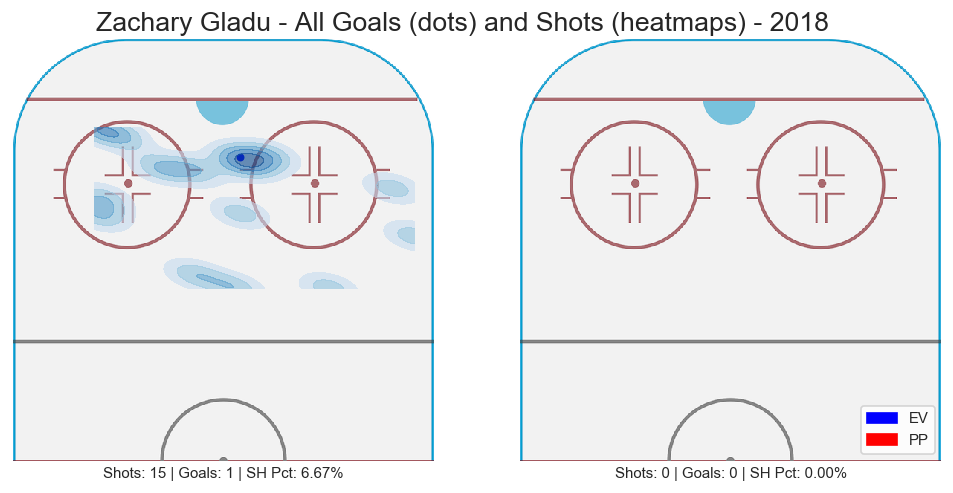 Zachary Gladu - All Goals (dots) and Shots (heatmaps) - 2018
EV
PP
Shots: 15 | Goals: 1 | SH Pct: 6.67%
Shots: 0 | Goals: 0 | SH Pct: 0.00%